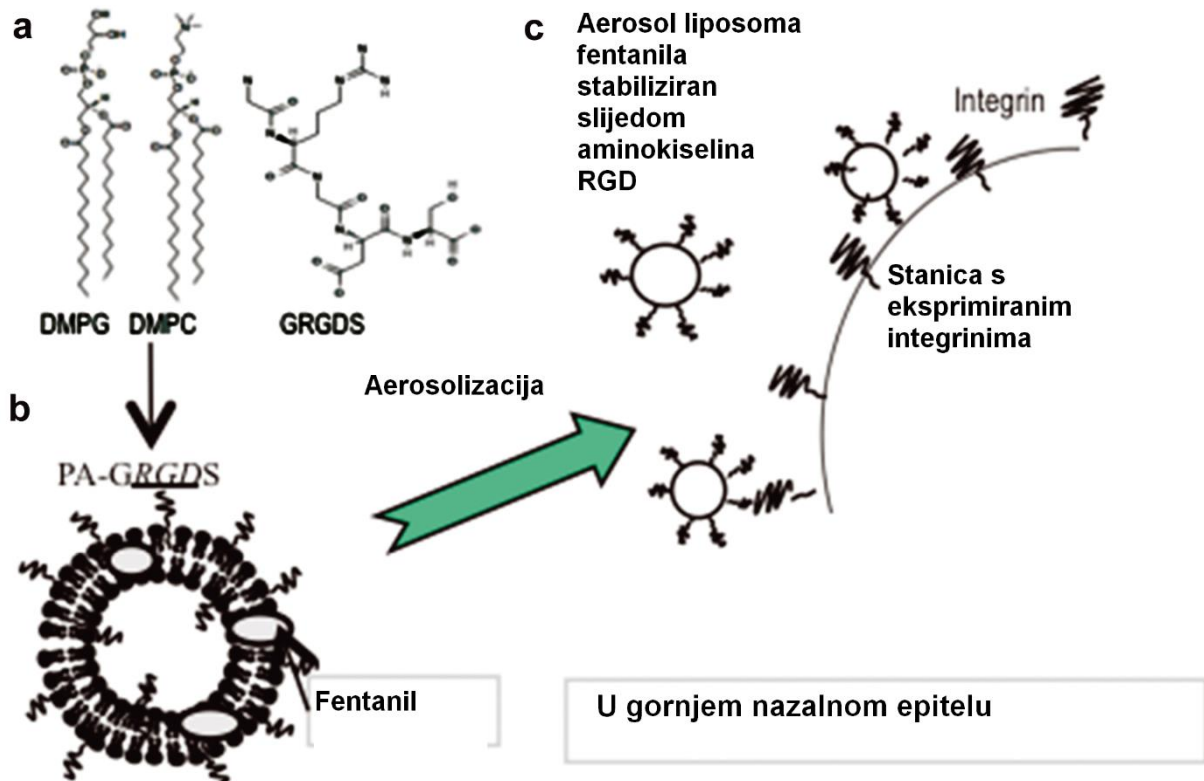 a
DMPG DMPC GRGDS
b
PA-GRGDS
Fentanil
Aerosolizacija
c
Aerosol liposoma
fentanila
stabiliziran
slijedom
aminokiselina
RGD
Integrin
Stanica s
eksprimiranim
integrinima
U gornjem nazalnom epitelu